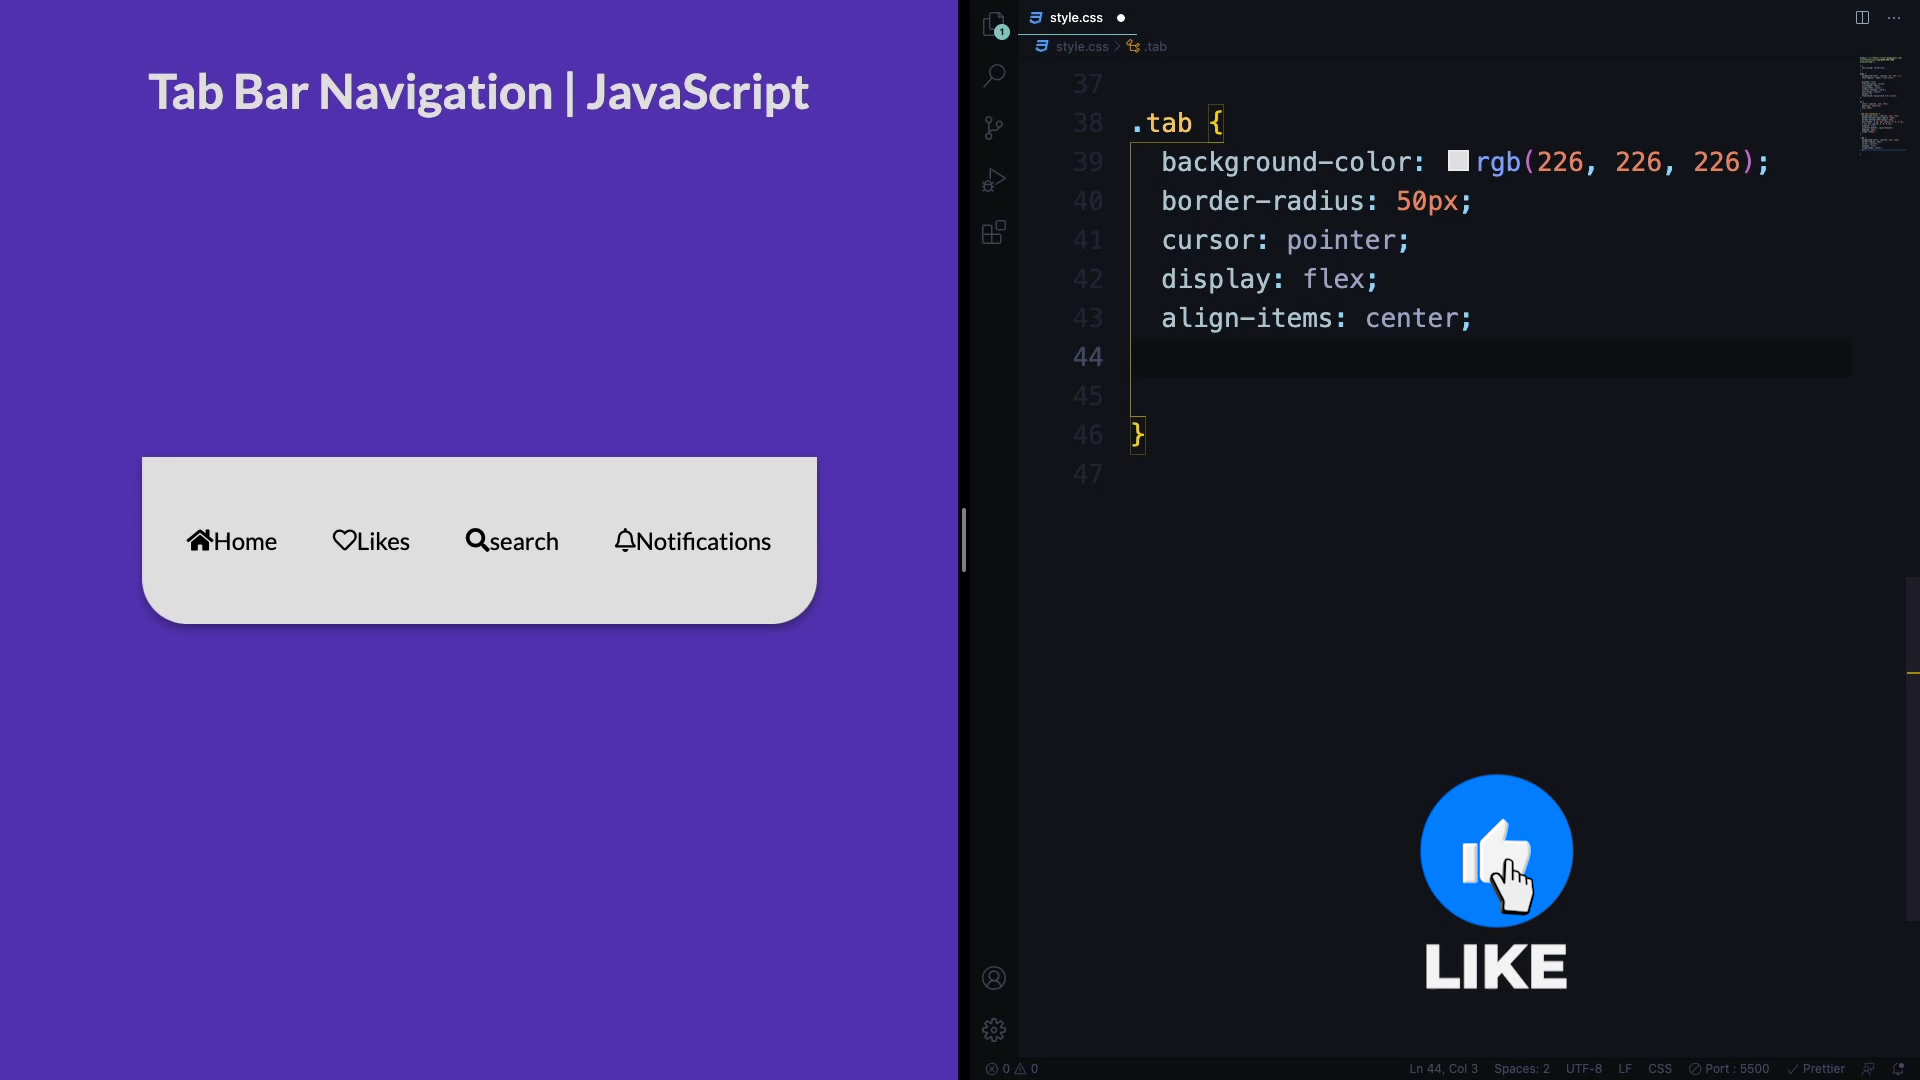 Tab Bar Navigation | JavaScript
Home
Likes
search
Notifications
1
style.css
style.css > .tab
37
38 .tab {
39 background-color: rgb(226, 226, 226);
40 border-radius: 50px;
41 cursor: pointer;
42 display: flex;
43 align-items: center;
44
45
46 }
47
LIKE
0 0
Ln 44, Col 3 Spaces: 2 UTF-8 LF CSS Port : 5500 Prettier